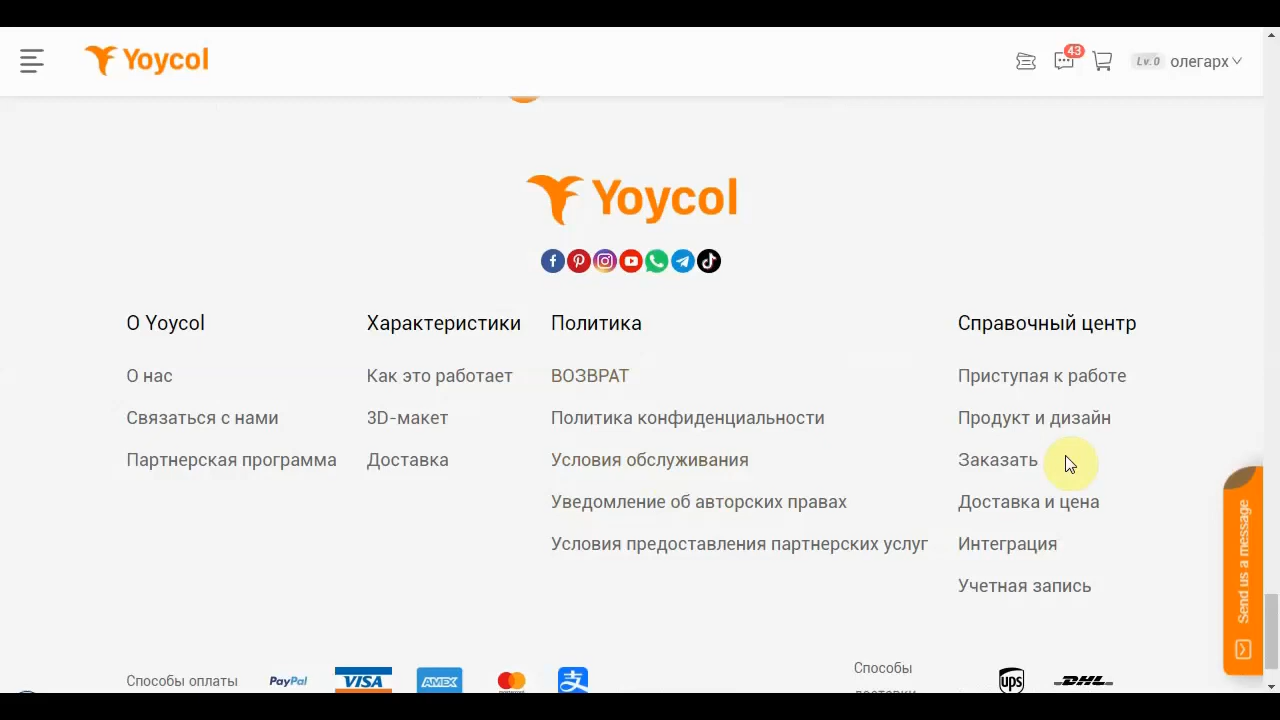 Yoycol
43
Lv.0 олегарх
Yoycol
О Yoycol
Характеристики
Политика
Справочный центр
О нас
Как это работает
ВОЗВРАТ
Приступая к работе
Связаться с нами
3D-макет
Политика конфиденциальности
Продукт и дизайн
Партнерская программа
Доставка
Условия обслуживания
Заказать
Уведомление об авторских правах
Доставка и цена
Условия предоставления партнерских услуг
Интеграция
Учетная запись
Send us a message
Способы оплаты
PayPal
VISA
AMEX
Способы
доставки
ups
DHL